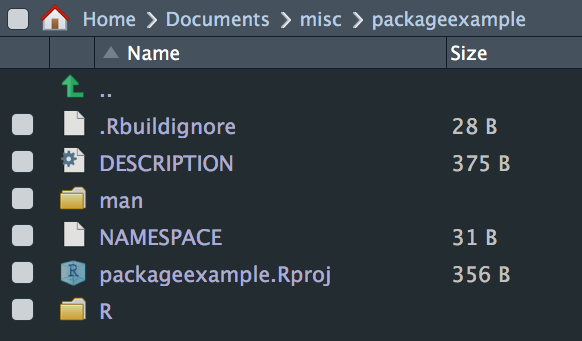 Home > Documents > misc > packageexample
Name Size
..
.Rbuildignore 28 B
DESCRIPTION 375 B
man
NAMESPACE 31 B
R packageexample.Rproj 356 B
R